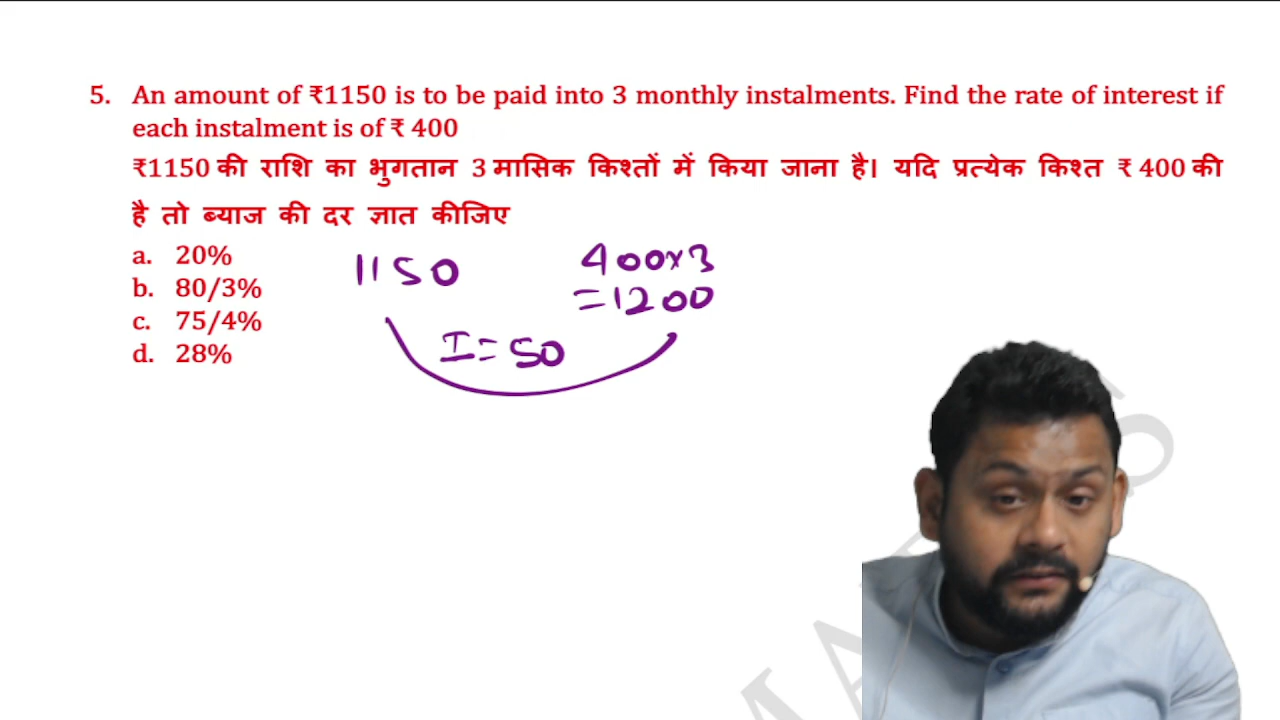 5. An amount of ₹1150 is to be paid into 3 monthly instalments. Find the rate of interest if
each instalment is of ₹ 400
₹1150 की राशि का भुगतान 3 मासिक किश्तों में किया जाना है। यदि प्रत्येक किश्त ₹ 400 की
है तो ब्याज की दर ज्ञात कीजिए
a. 20%
b. 80/3%
c. 75/4%
d. 28%
1150
400×3
=1200
I=50